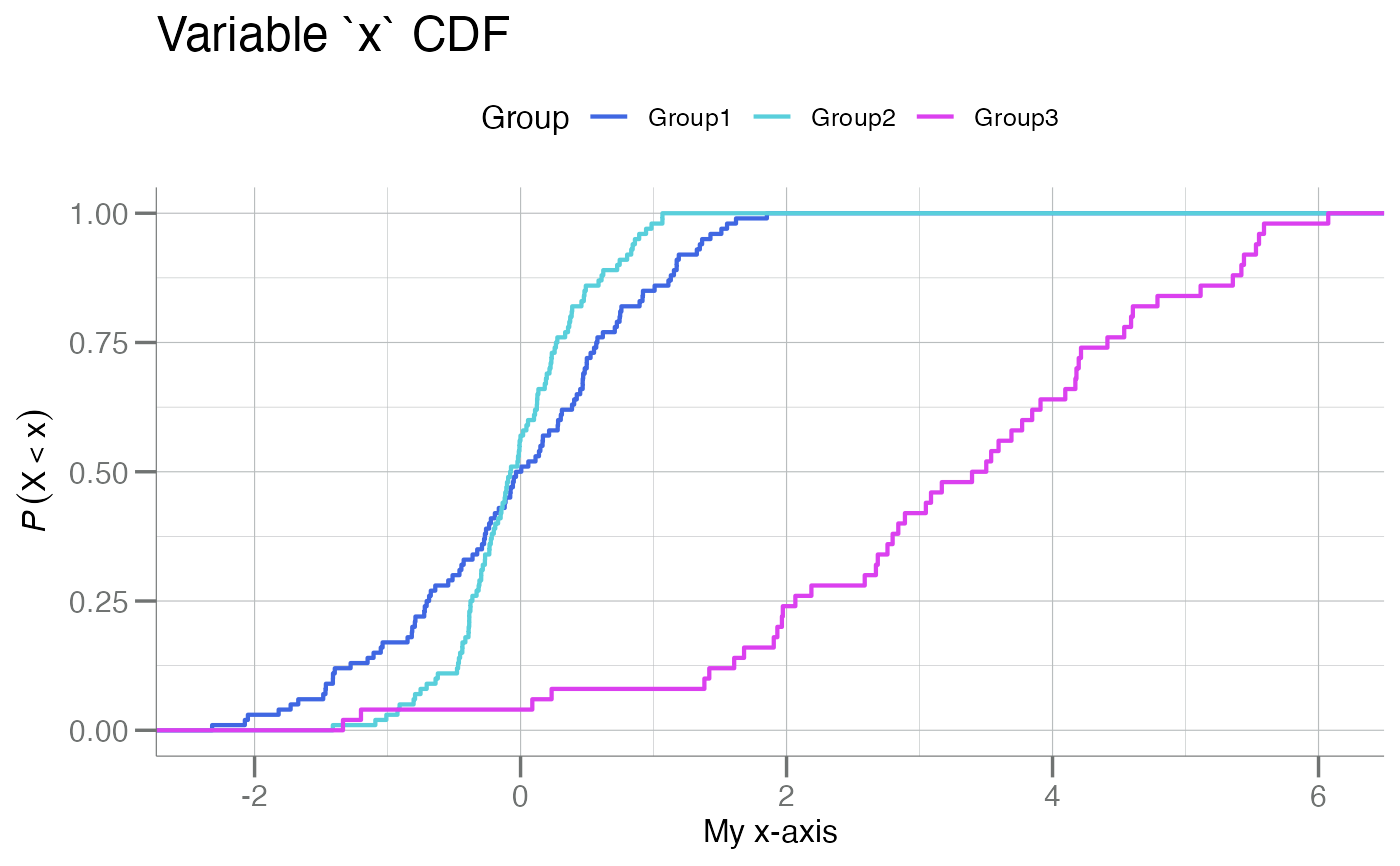 Variable `x` CDF
Group Group1 Group2 Group3
1.00
0.75
0.50
0.25
0.00
P(X < x)
-2 0 2 4 6
My x-axis